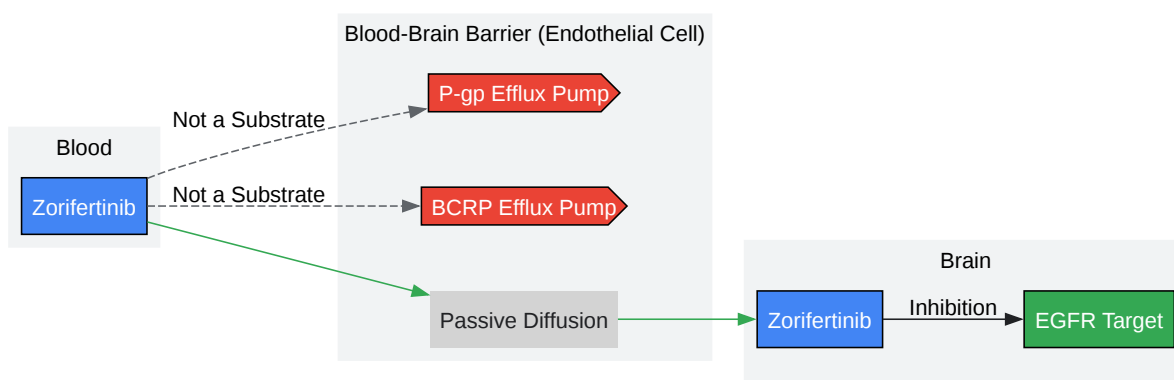 Blood-Brain Barrier (Endothelial Cell)
P-gp Efflux Pump
Not a Substrate
Blood
Zorifertinib
Not a Substrate
BCRP Efflux Pump
Brain
Passive Diffusion
Zorifertinib
Inhibition
EGFR Target